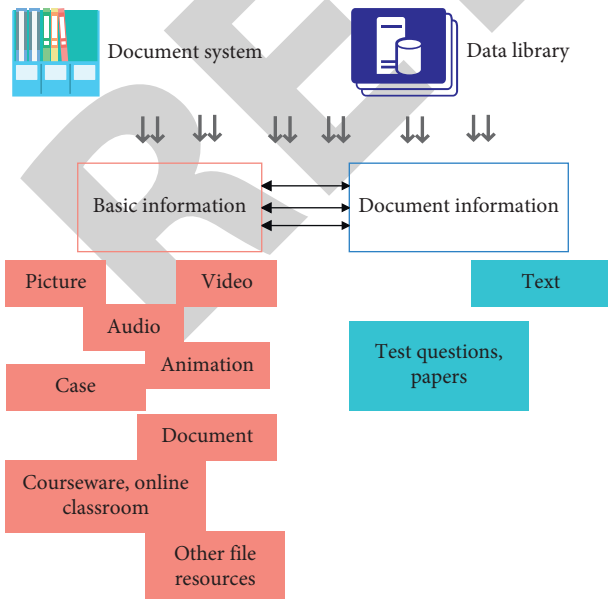 Document system
Data library
Basic information
Document information
Picture
Video
Text
Audio
Test questions,
papers
Animation
Case
Document
Courseware, online
classroom
Other file
resources